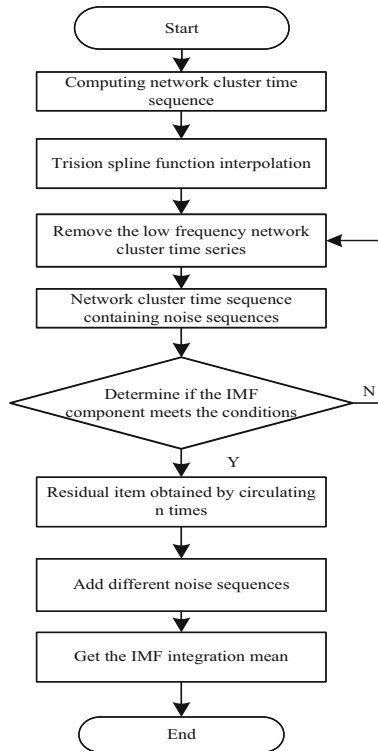 Start
Computing network cluster time
sequence
Trision spline function interpolation
Remove the low frequency network
cluster time series
Network cluster time sequence
containing noise sequences
Determine if the IMF
component meets the conditions
N
Y
Residual item obtained by circulating
n times
Add different noise sequences
Get the IMF integration mean
End